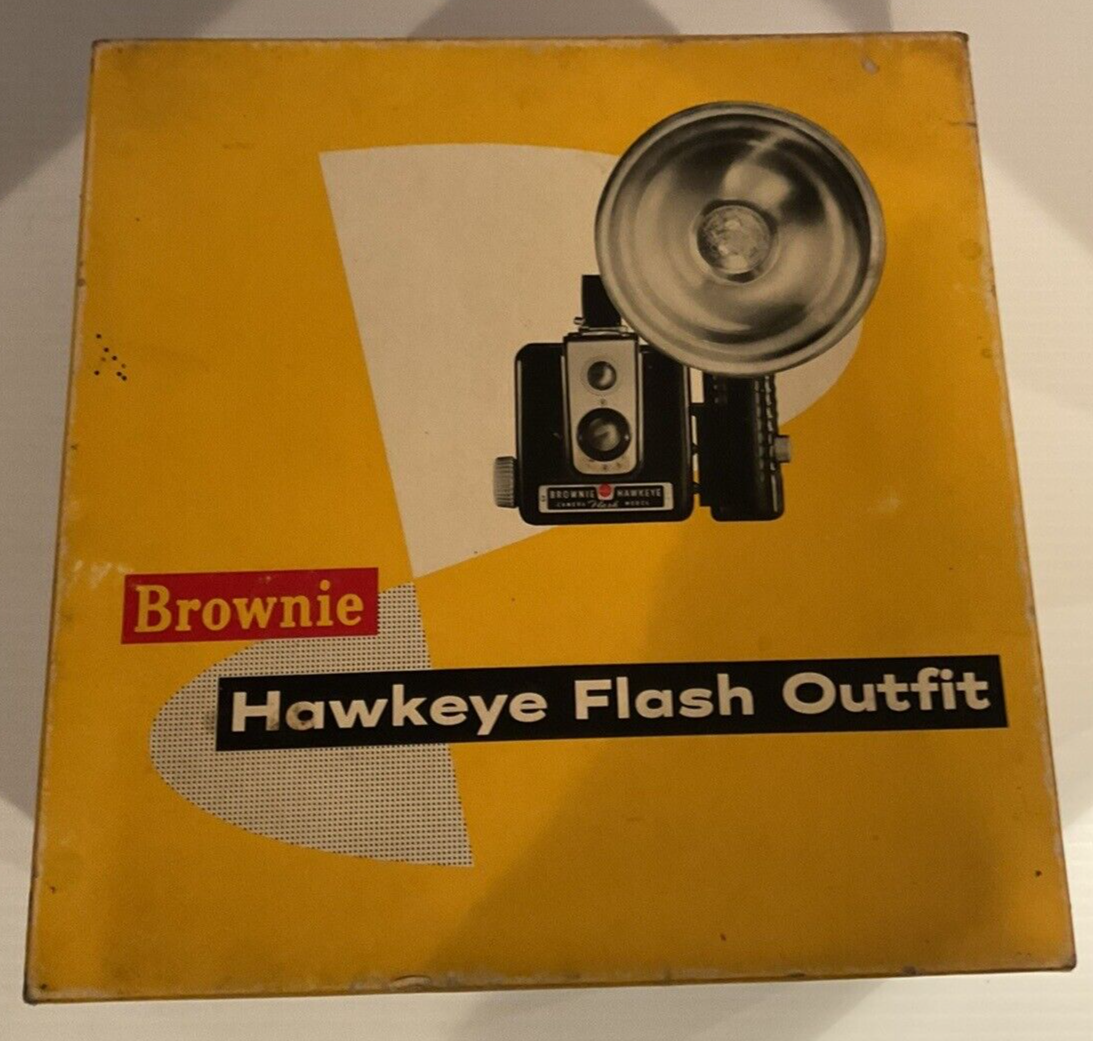 BROWNIE HAWKEYE
CAMERA Flash MODEL
Brownie
Hawkeye Flash Outfit